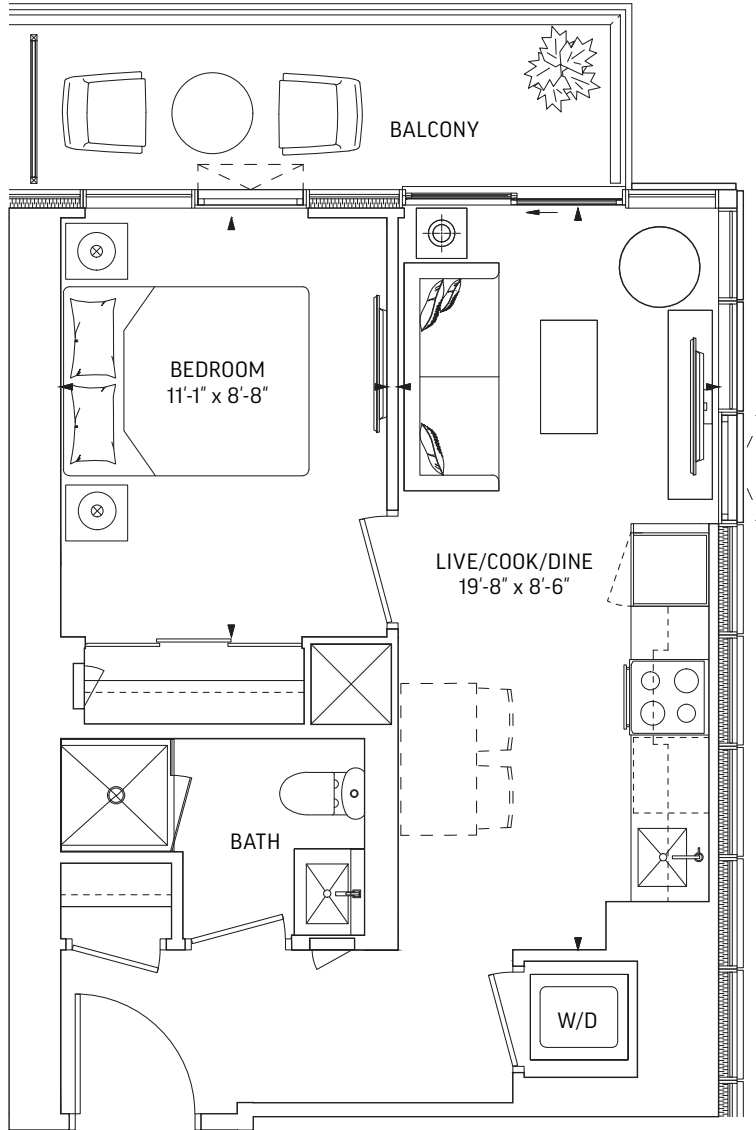 BALCONY
BEDROOM
11'-1" x 8'-8"
LIVE/COOK/DINE
19'-8" x 8'-6"
BATH
W/D